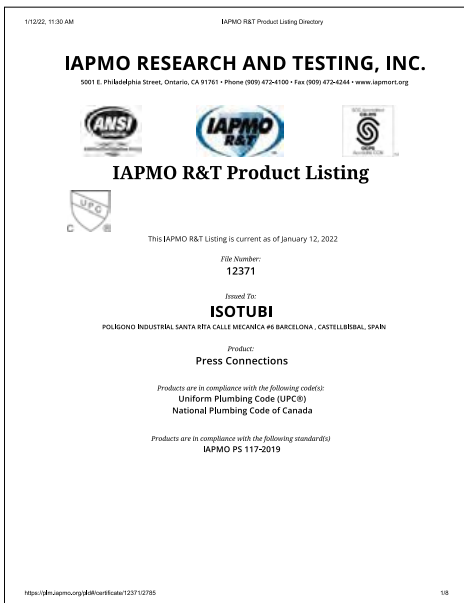 1/12/22, 11:30 AM
IAPMO R&T Product Listing Directory
IAPMO RESEARCH AND TESTING, INC.
5001 E. Philadelphia Street, Ontario, CA 91761 • Phone (909) 472-4100 • Fax (909) 472-4244 • www.iapmort.org
ANSI
IAPMO
R&T
IAPMO R&T Product Listing
UPC
C ®
This IAPMO R&T Listing is current as of January 12, 2022
File Number:
12371
Issued To:
ISOTUBI
POLÍGONO INDUSTRIAL SANTA RITA CALLE MECANÍCA #6 BARCELONA , CASTELLBISBAL, SPAIN
Product:
Press Connections
Products are in compliance with the following code(s):
Uniform Plumbing Code (UPC®)
National Plumbing Code of Canada
Products are in compliance with the following standard(s)
IAPMO PS 117-2019
https://plm.iapmo.org/pld#/certificate/12371/2785
1/8